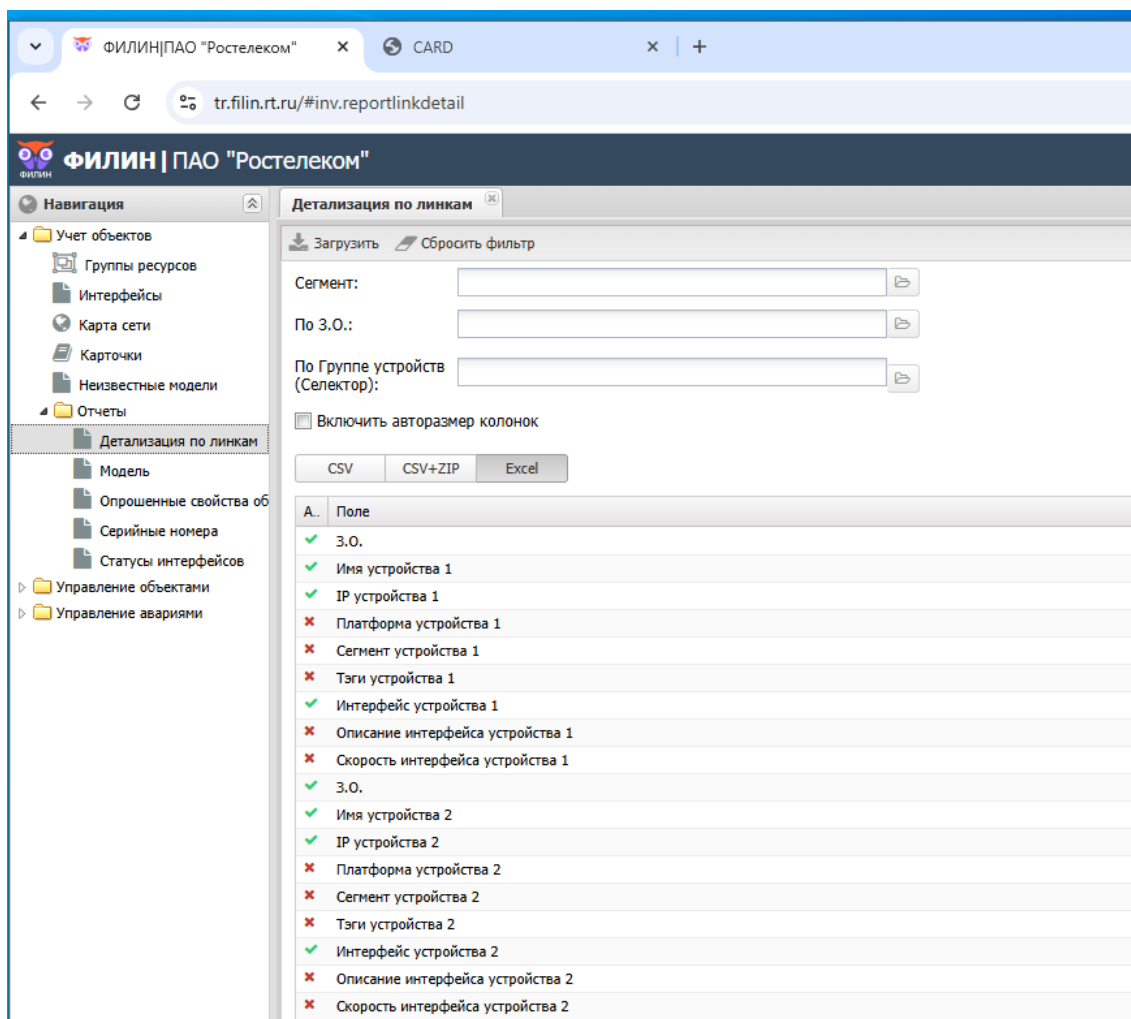 ФИЛИН|ПАО "Ростелеком"
CARD
tr.filin.rt.ru/#inv.reportlinkdetail
ФИЛИН
ФИЛИН | ПАО "Ростелеком"
Навигация
Учет объектов
Группы ресурсов
Интерфейсы
Карта сети
Карточки
Неизвестные модели
Отчеты
Детализация по линкам
Модель
Опрошенные свойства об
Серийные номера
Статусы интерфейсов
Управление объектами
Управление авариями
Детализация по линкам
Загрузить Сбросить фильтр
Сегмент:
По З.О.:
По Группе устройств
(Селектор):
Включить авторазмер колонок
CSV CSV+ZIP Excel
А.. Поле
З.О.
Имя устройства 1
IP устройства 1
Платформа устройства 1
Сегмент устройства 1
Тэги устройства 1
Интерфейс устройства 1
Описание интерфейса устройства 1
Скорость интерфейса устройства 1
З.О.
Имя устройства 2
IP устройства 2
Платформа устройства 2
Сегмент устройства 2
Тэги устройства 2
Интерфейс устройства 2
Описание интерфейса устройства 2
Скорость интерфейса устройства 2